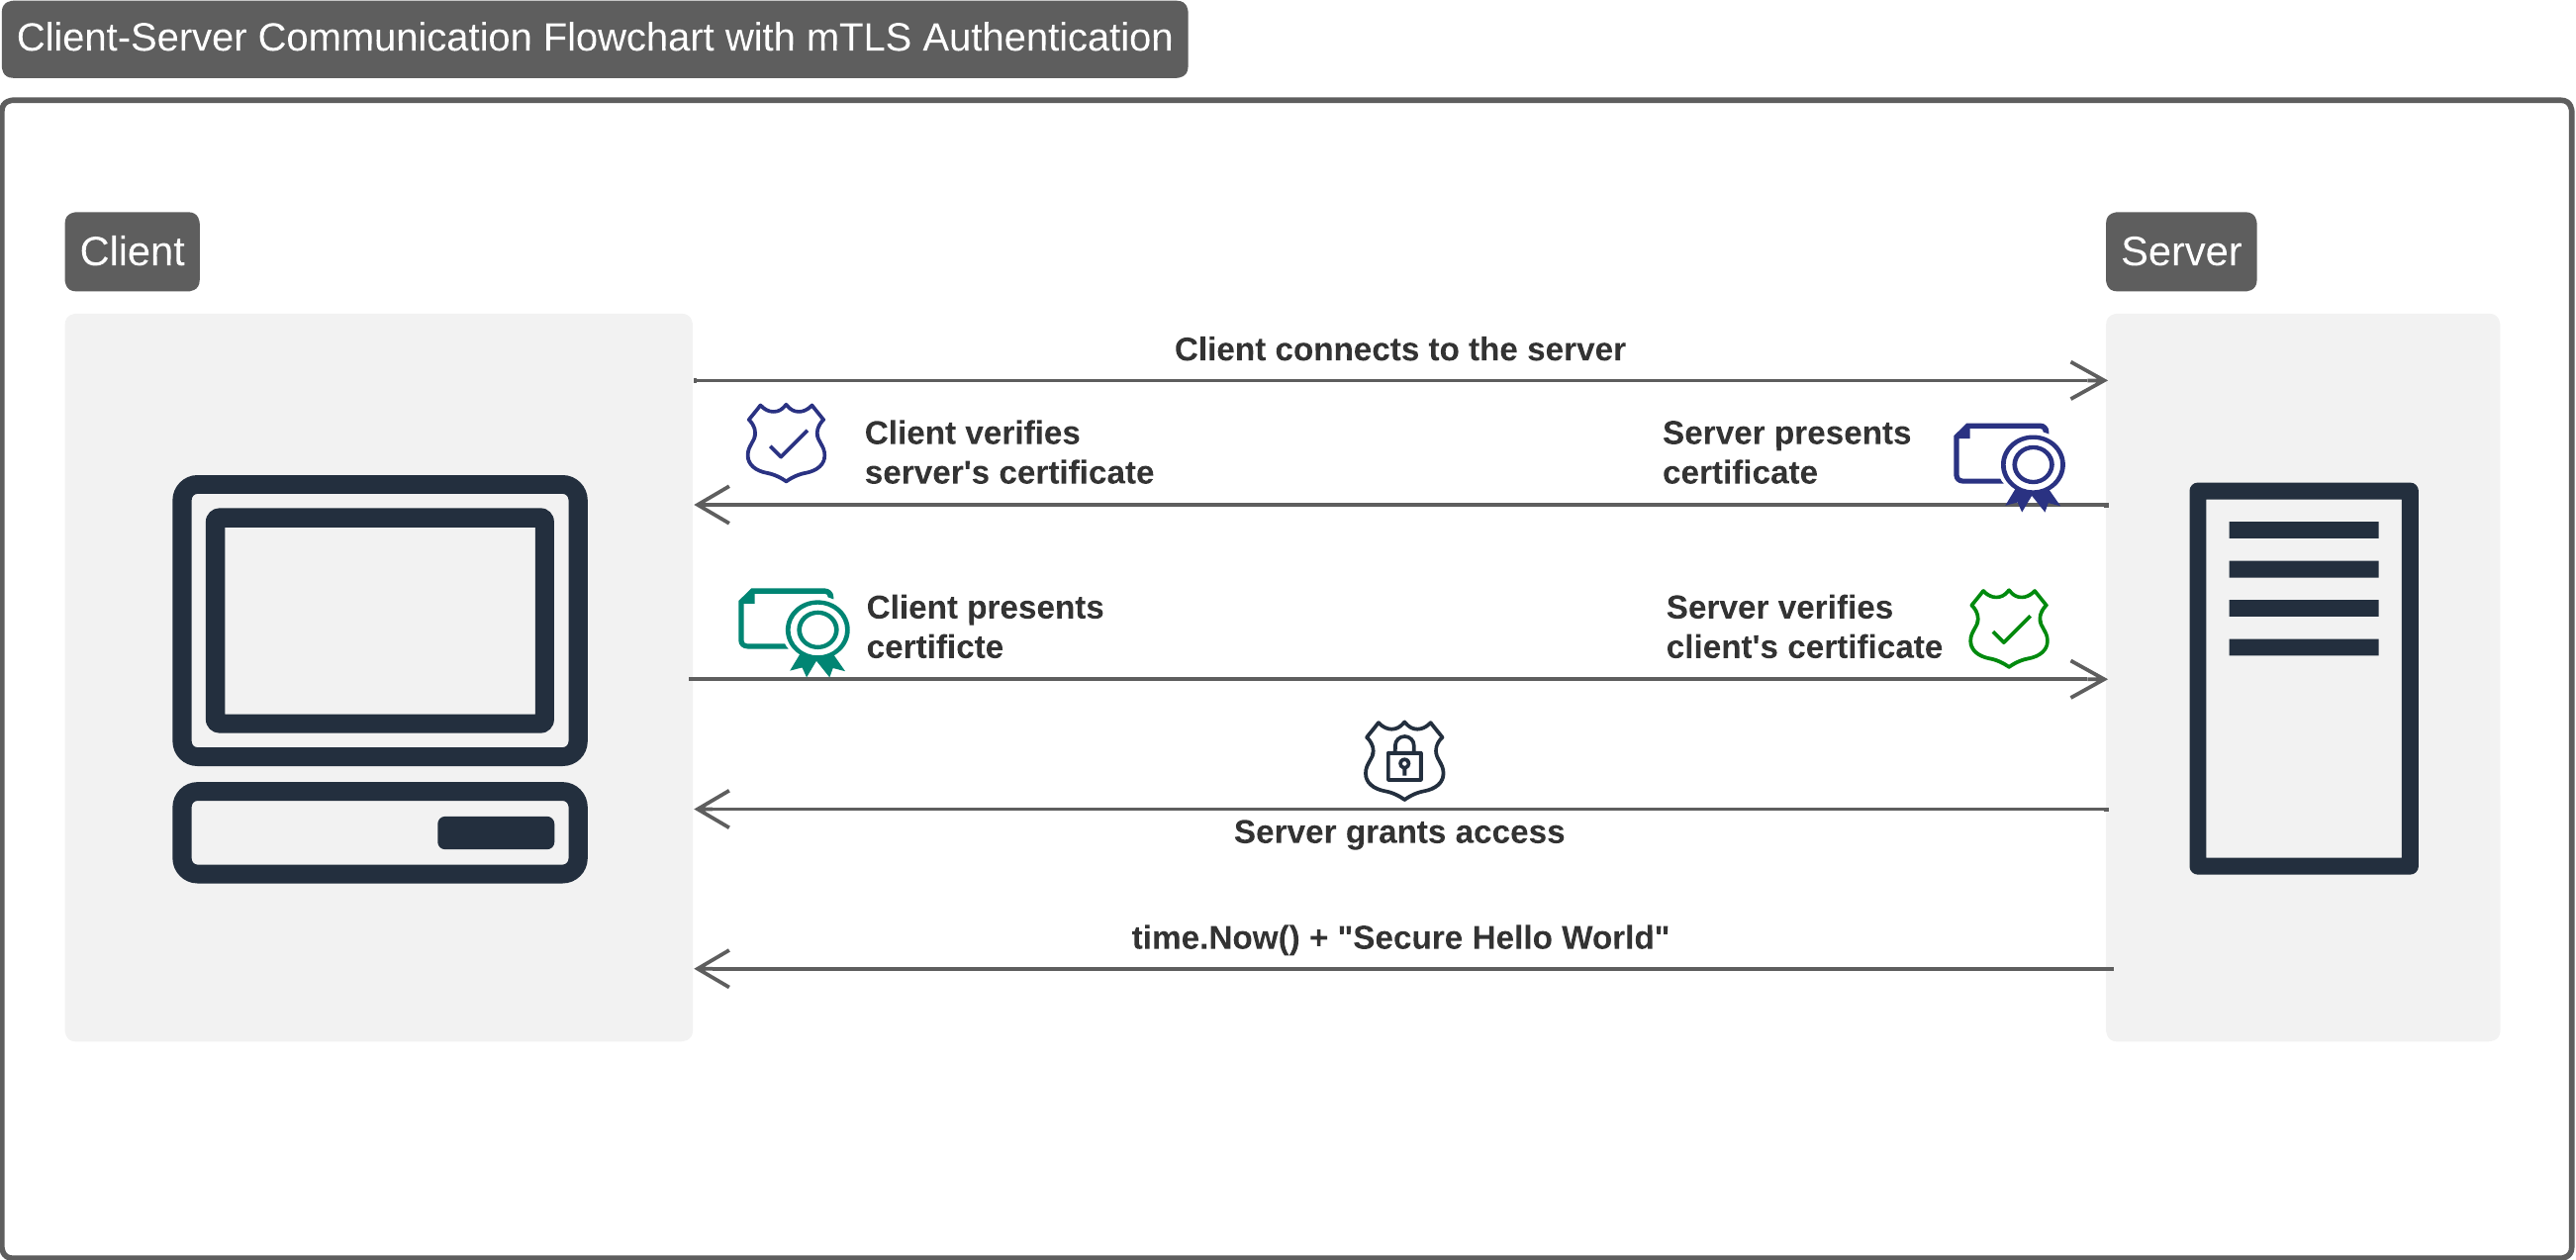 Client-Server Communication Flowchart with mTLS Authentication
Client
Server
Client connects to the server
Client verifies
server's certificate
Server presents
certificate
Client presents
certificte
Server verifies
client's certificate
Server grants access
time.Now() + "Secure Hello World"